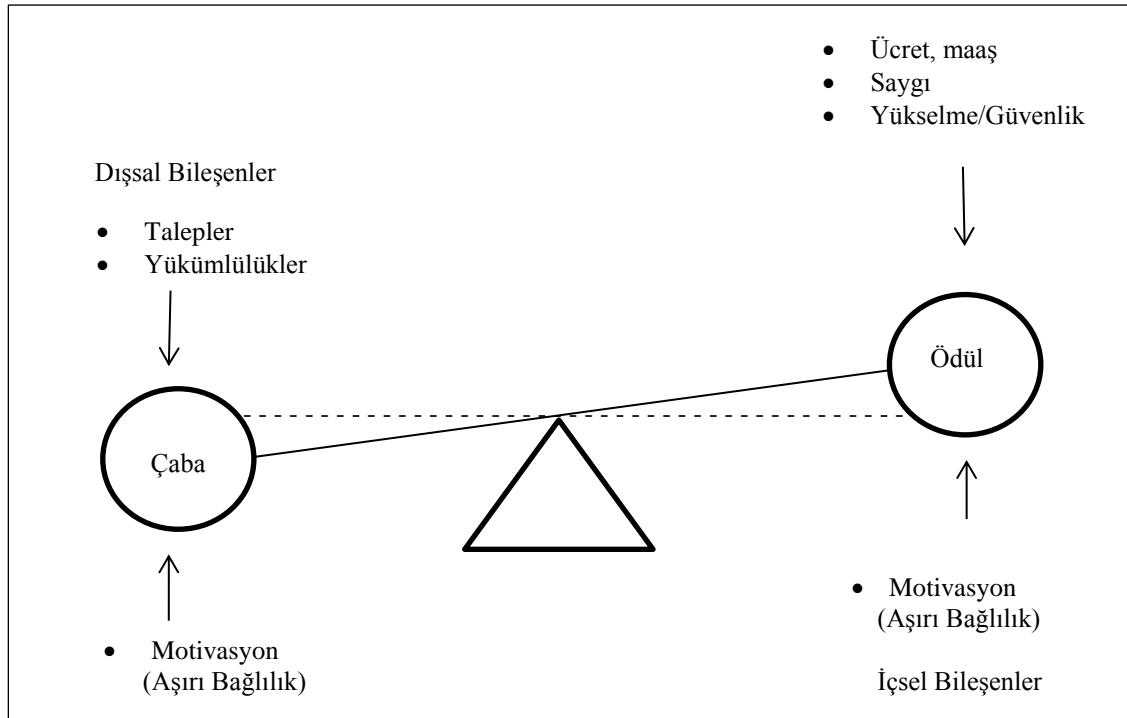 • Ücret, maaş
• Saygı
• Yükselme/Güvenlik
Dışsal Bileşenler
• Talepler
• Yükümlülükler
Ödül
Çaba
• Motivasyon
(Aşırı Bağlılık)
• Motivasyon
(Aşırı Bağlılık)
İçsel Bileşenler